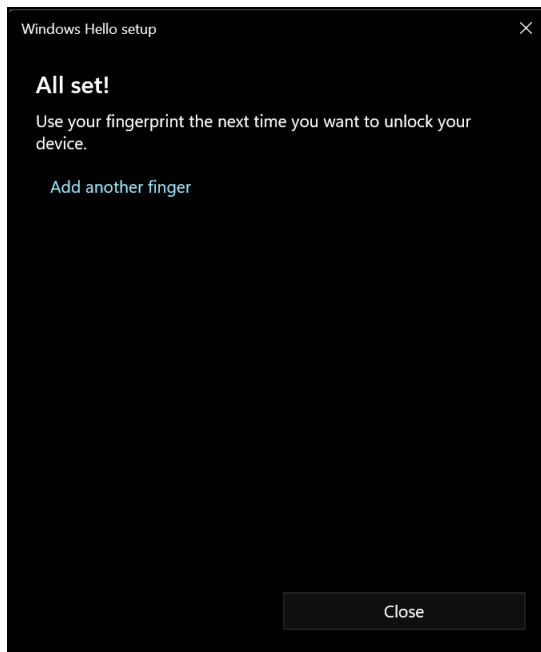 Windows Hello setup
All set!
Use your fingerprint the next time you want to unlock your
device.
Add another finger
Close